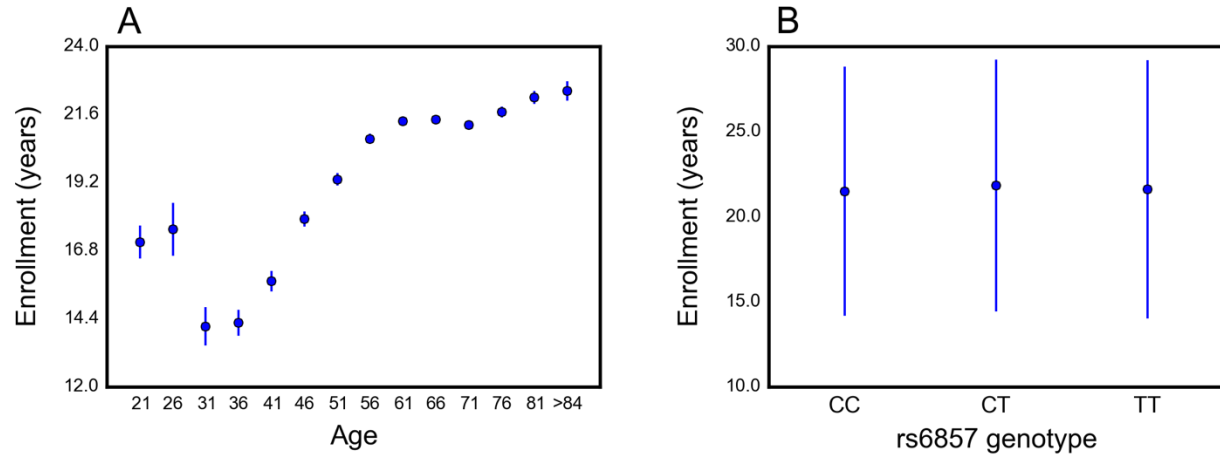 A
Enrollment (years)
24.0
21.6
19.2
16.8
14.4
12.0
21 26 31 36 41 46 51 56 61 66 71 76 81 >84
Age
B
Enrollment (years)
30.0
25.0
20.0
15.0
10.0
CC CT TT
rs6857 genotype